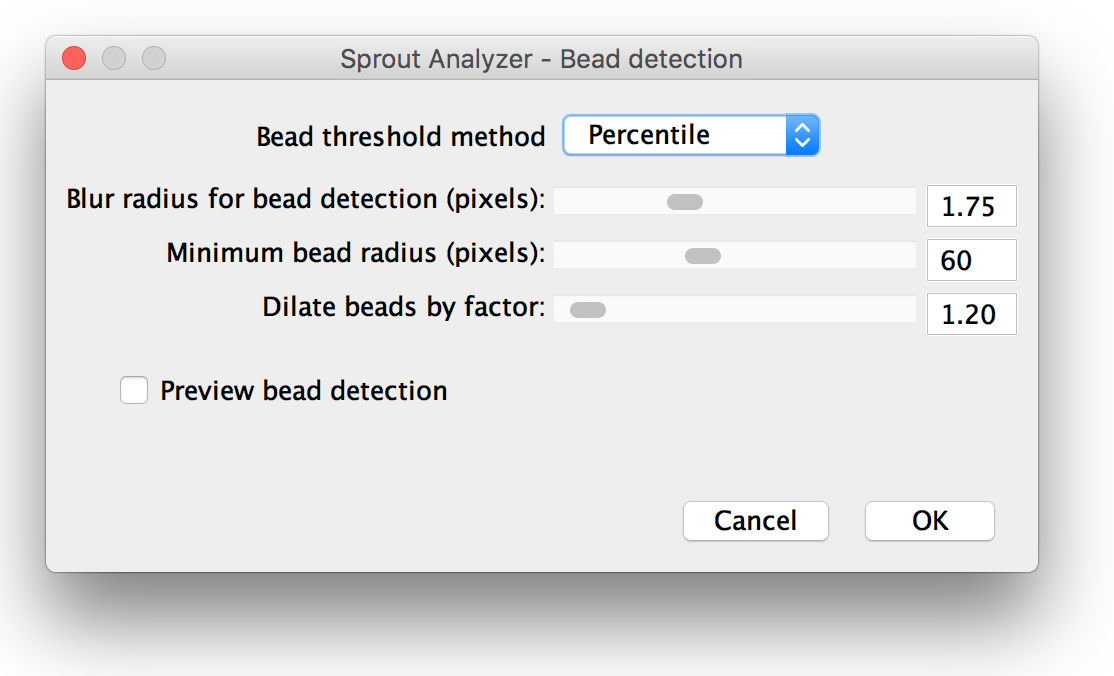 Sprout Analyzer - Bead detection
Bead threshold method Percentile
Blur radius for bead detection (pixels): 1.75
Minimum bead radius (pixels): 60
Dilate beads by factor: 1.20
Preview bead detection
Cancel OK